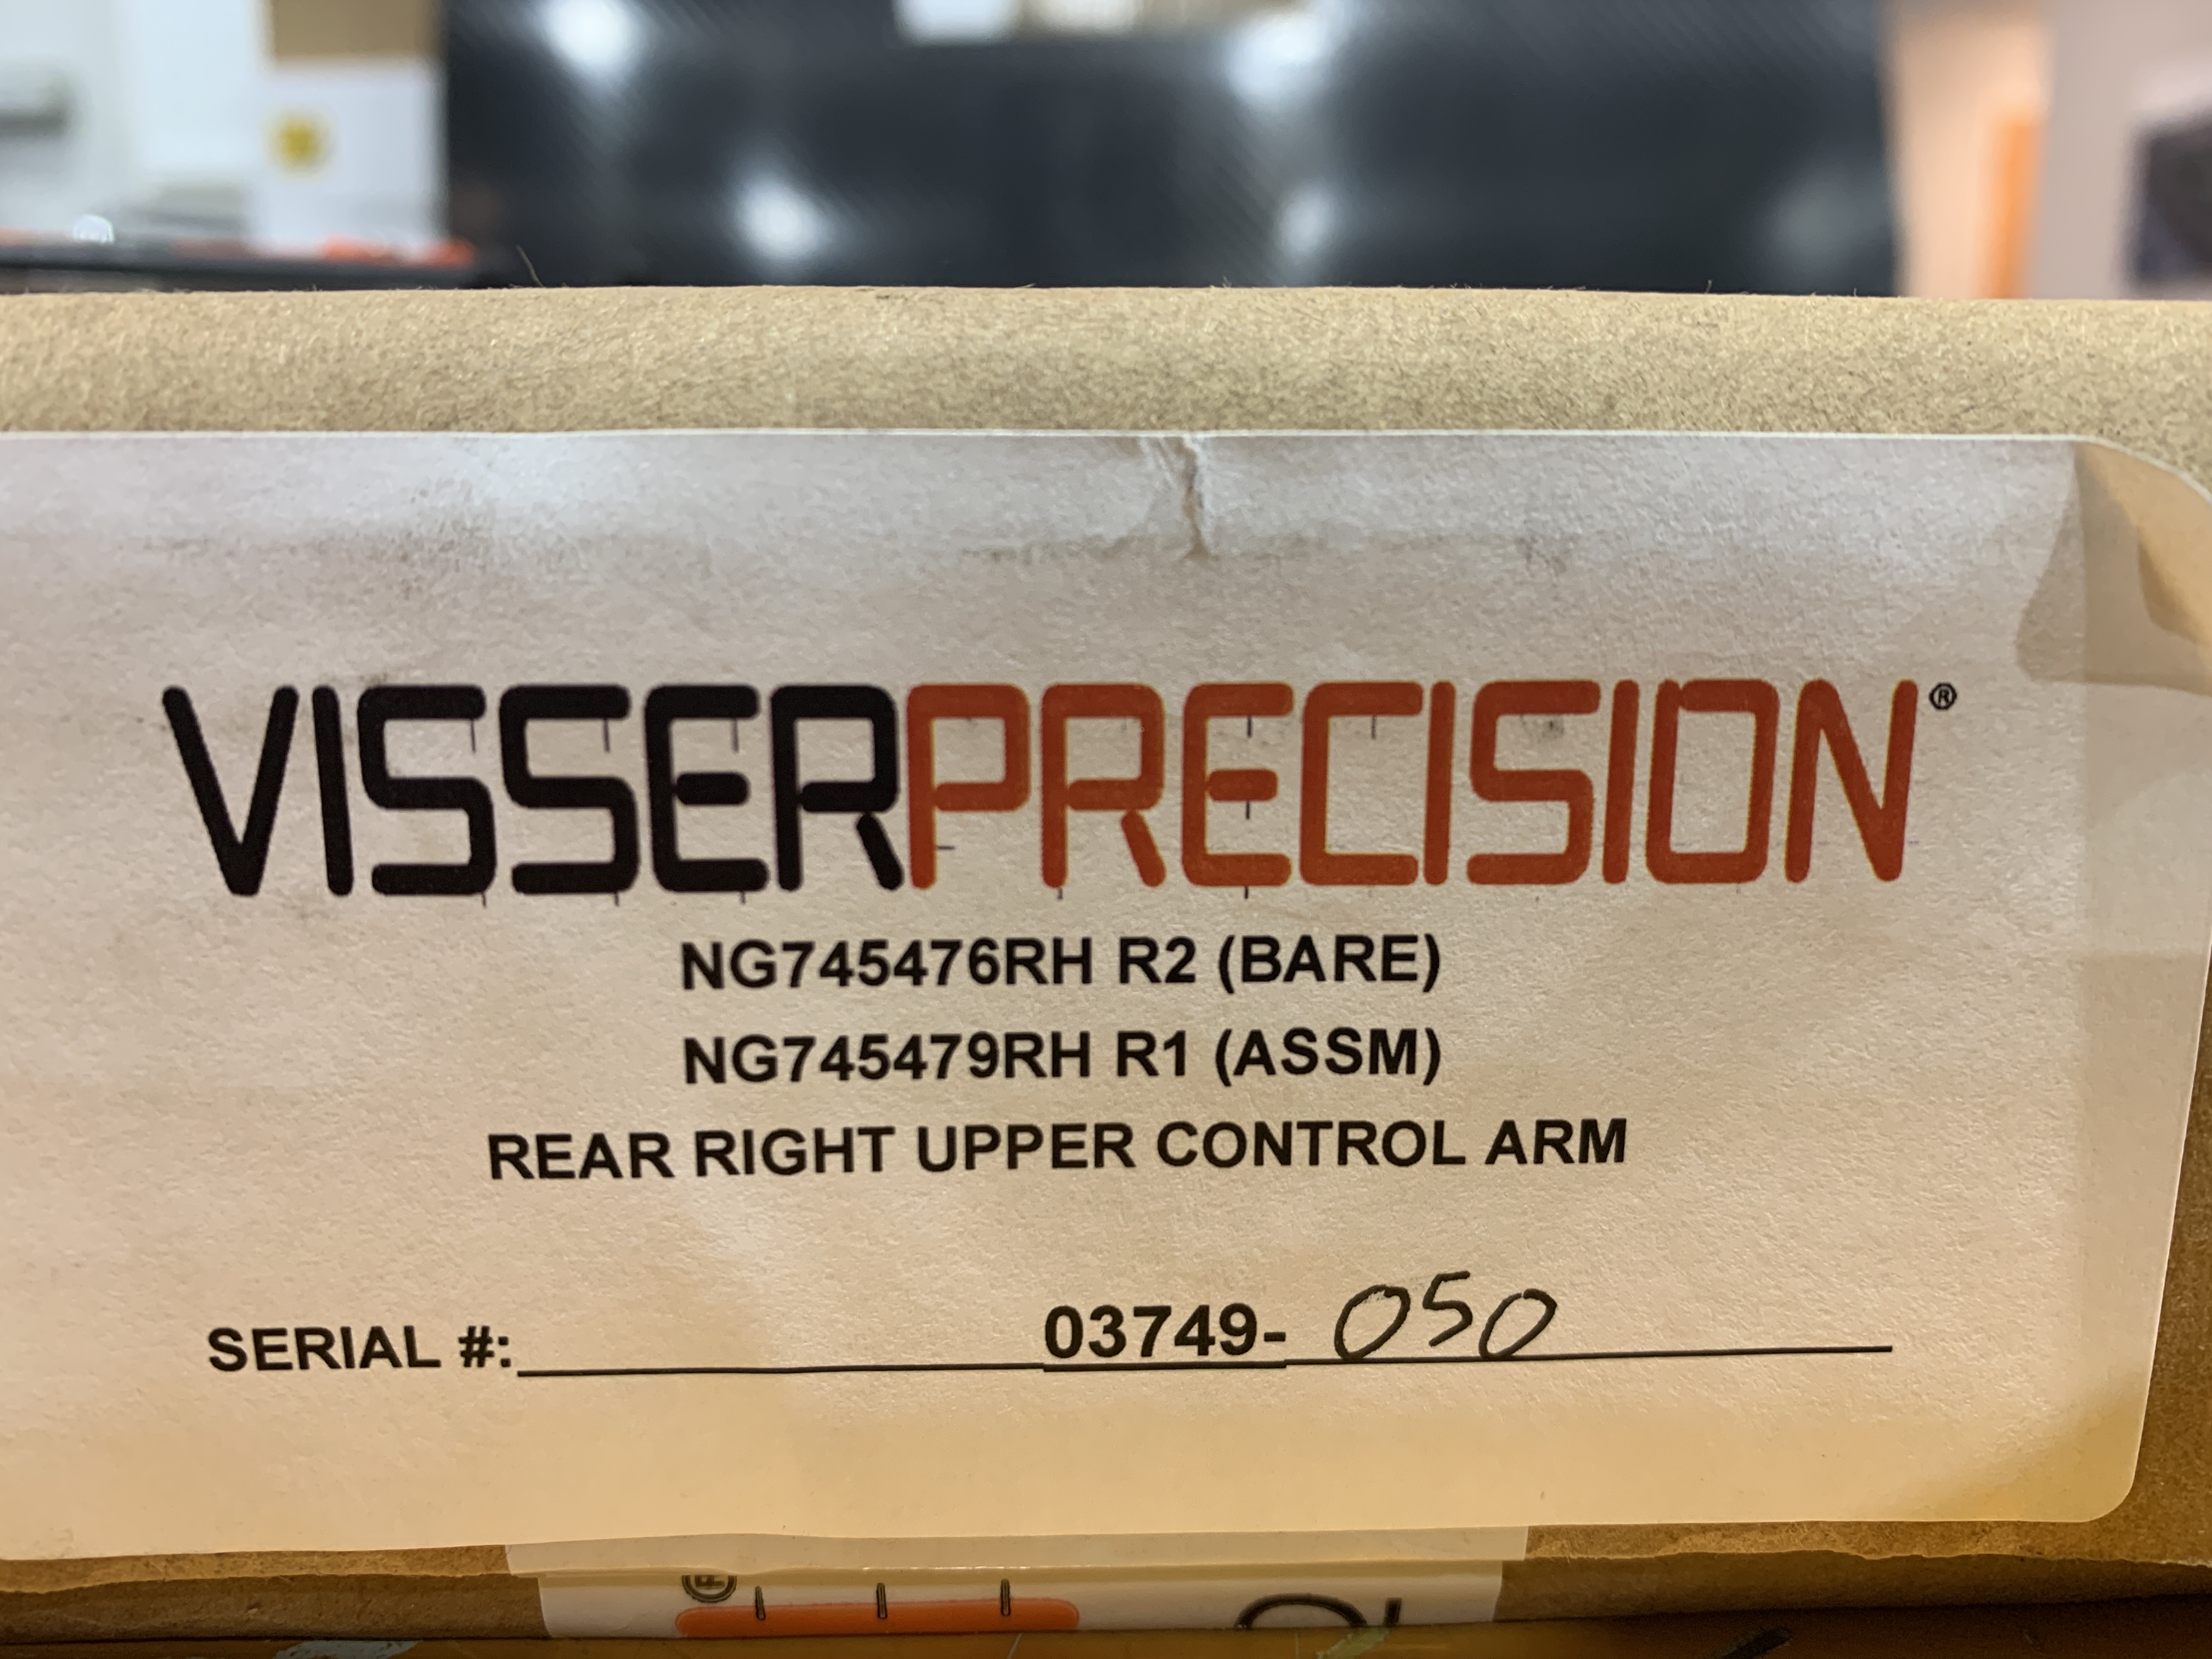 VISSERPRECISION®
NG745476RH R2 (BARE)
NG745479RH R1 (ASSM)
REAR RIGHT UPPER CONTROL ARM
SERIAL #: 03749-050
®